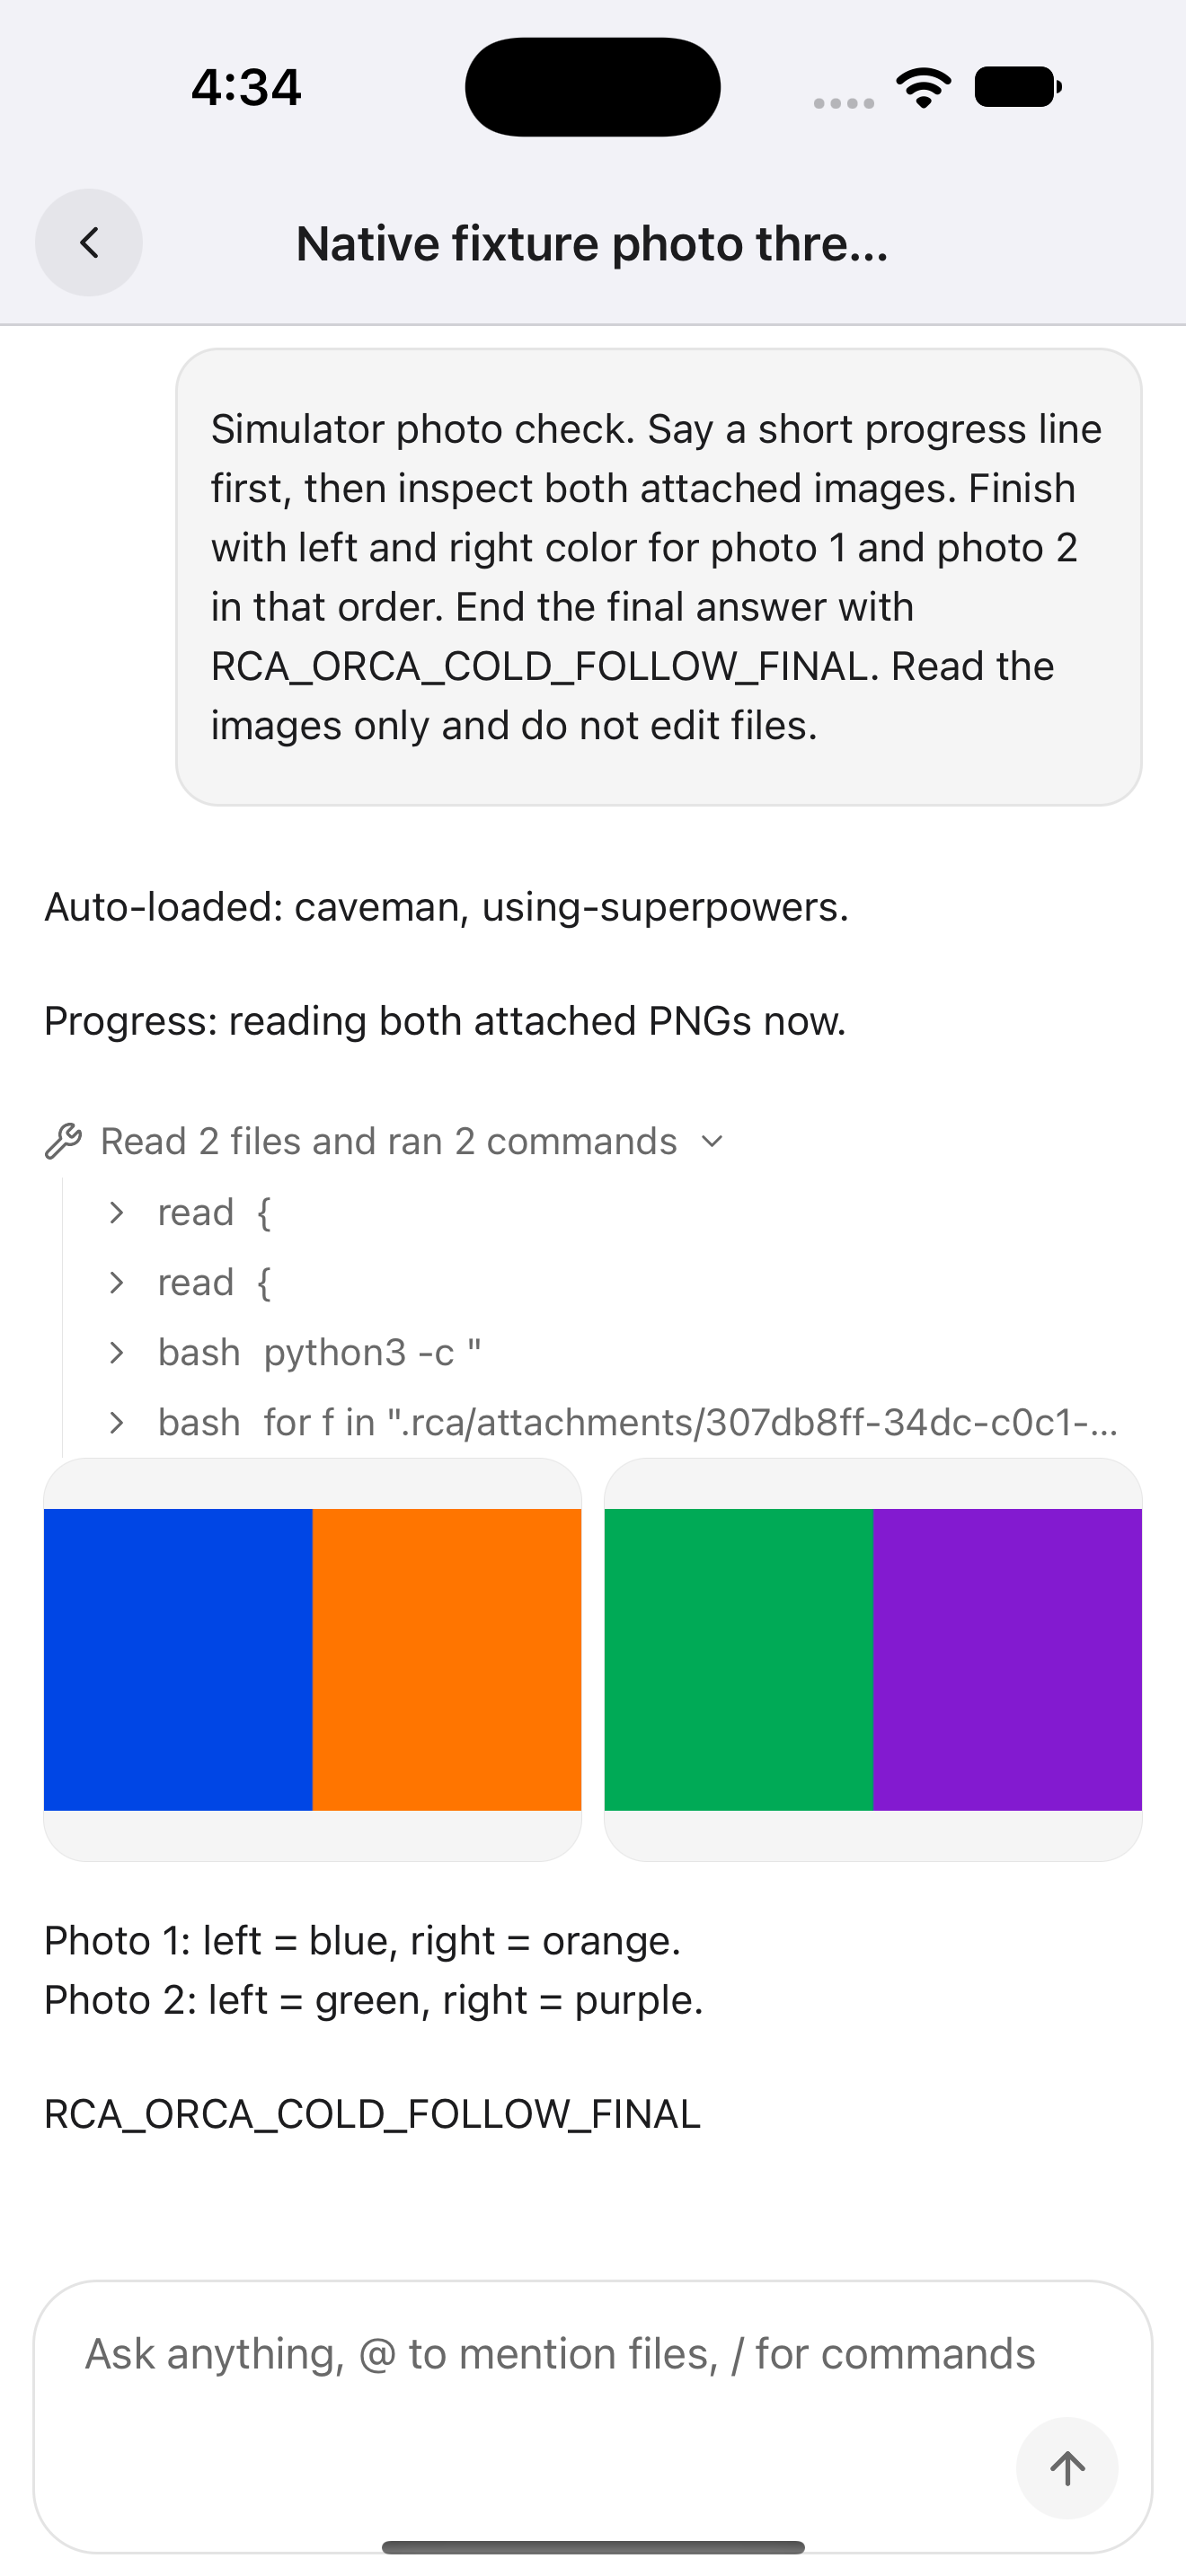 4:34
Native fixture photo thre...
Simulator photo check. Say a short progress line
first, then inspect both attached images. Finish
with left and right color for photo 1 and photo 2
in that order. End the final answer with
RCA_ORCA_COLD_FOLLOW_FINAL. Read the
images only and do not edit files.
Auto-loaded: caveman, using-superpowers.
Progress: reading both attached PNGs now.
Read 2 files and ran 2 commands
read {
read {
bash python3 -c "
bash for f in ".rca/attachments/307db8ff-34dc-c0c1-...
Photo 1: left = blue, right = orange.
Photo 2: left = green, right = purple.
RCA_ORCA_COLD_FOLLOW_FINAL
Ask anything, @ to mention files, / for commands